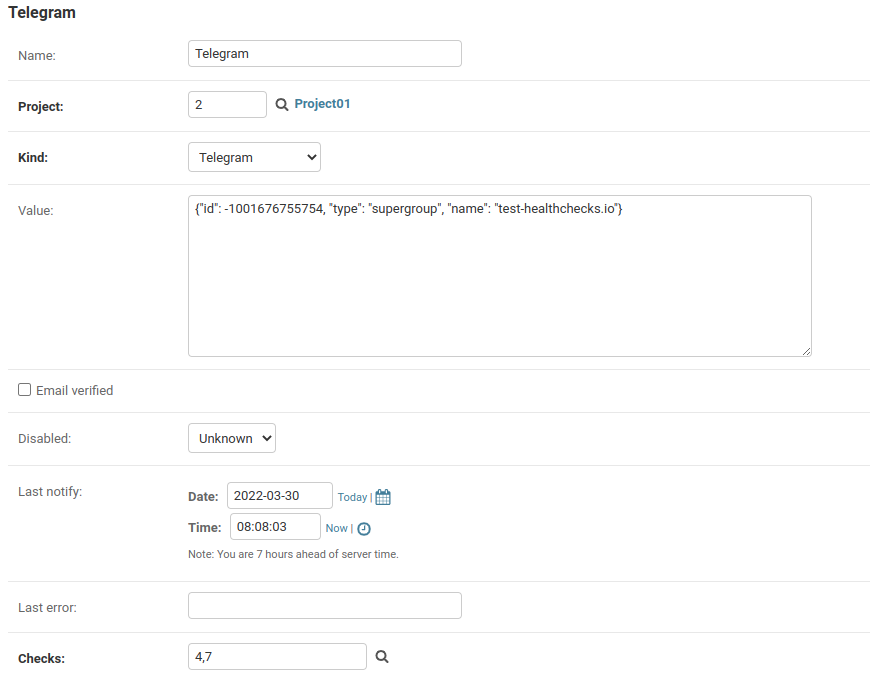 Telegram
Name: Telegram
Project: 2 Project01
Kind: Telegram
Value: {"id": -1001676755754, "type": "supergroup", "name": "test-healthchecks.io"}
Email verified
Disabled: Unknown
Last notify: Date: 2022-03-30 Today |
Time: 08:08:03 Now |
Note: You are 7 hours ahead of server time.
Last error:
Checks: 4,7